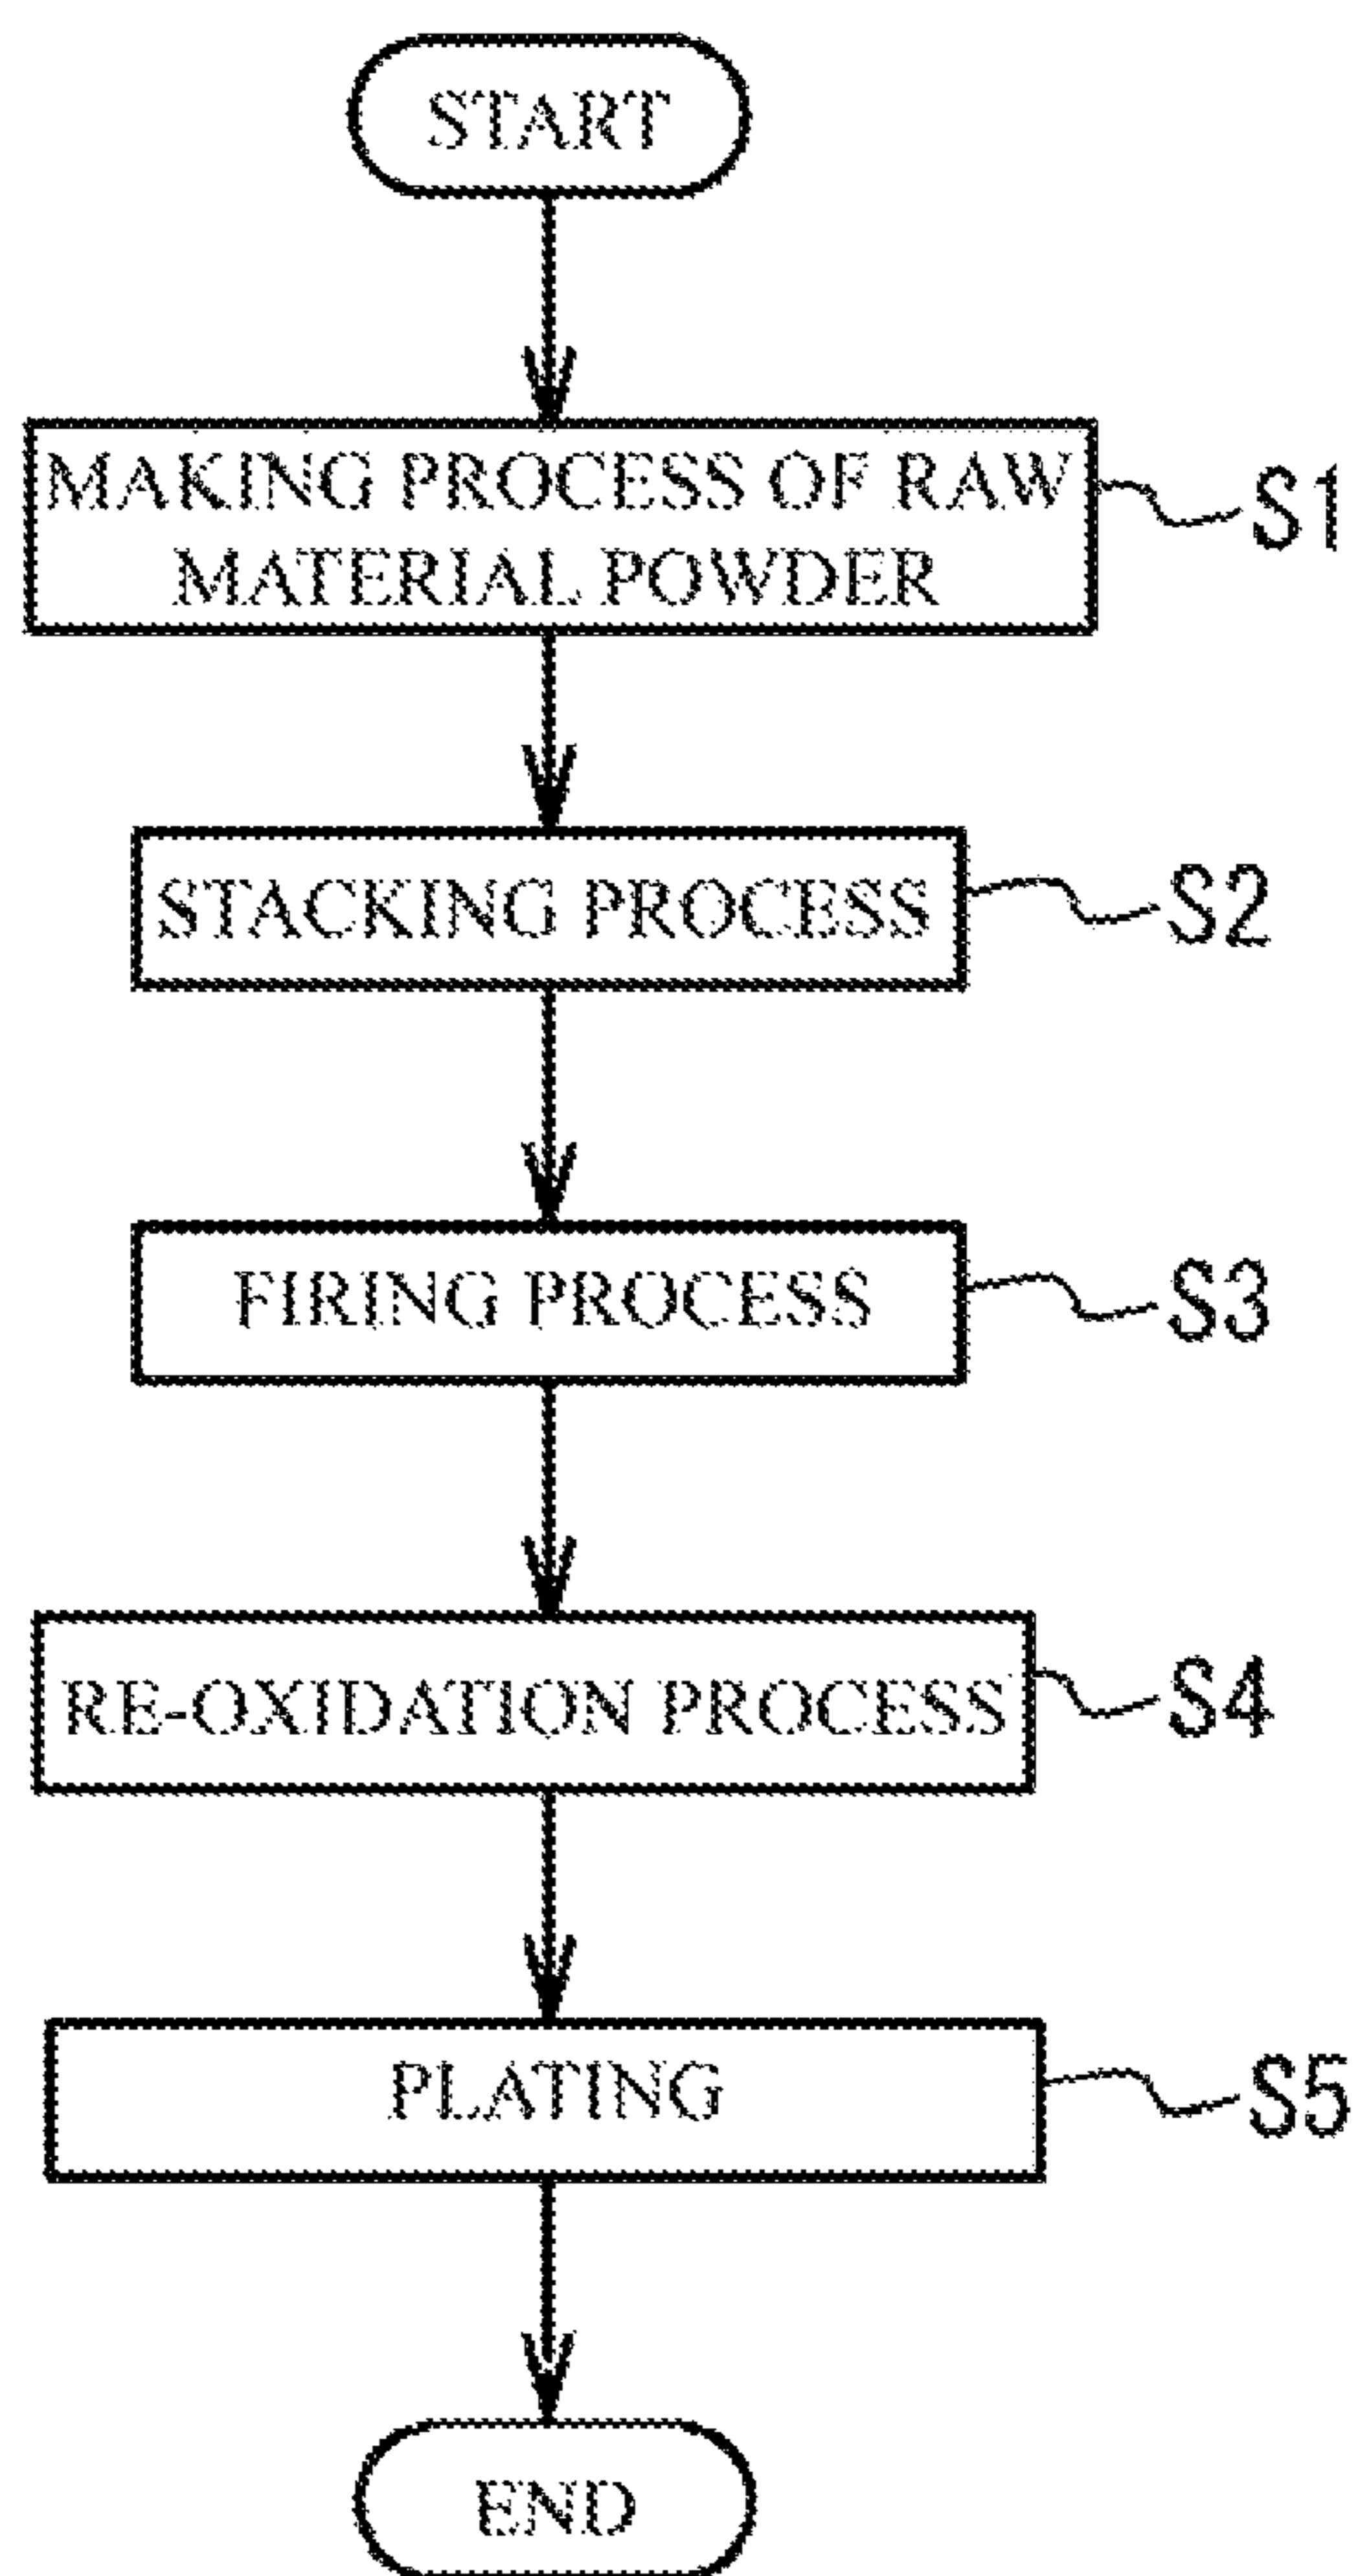 START
MAKING PROCESS OF RAW
MATERIAL POWDER
S1
STACKING PROCESS
S2
FIRING PROCESS
S3
RE-OXIDATION PROCESS
S4
PLATING
S5
END